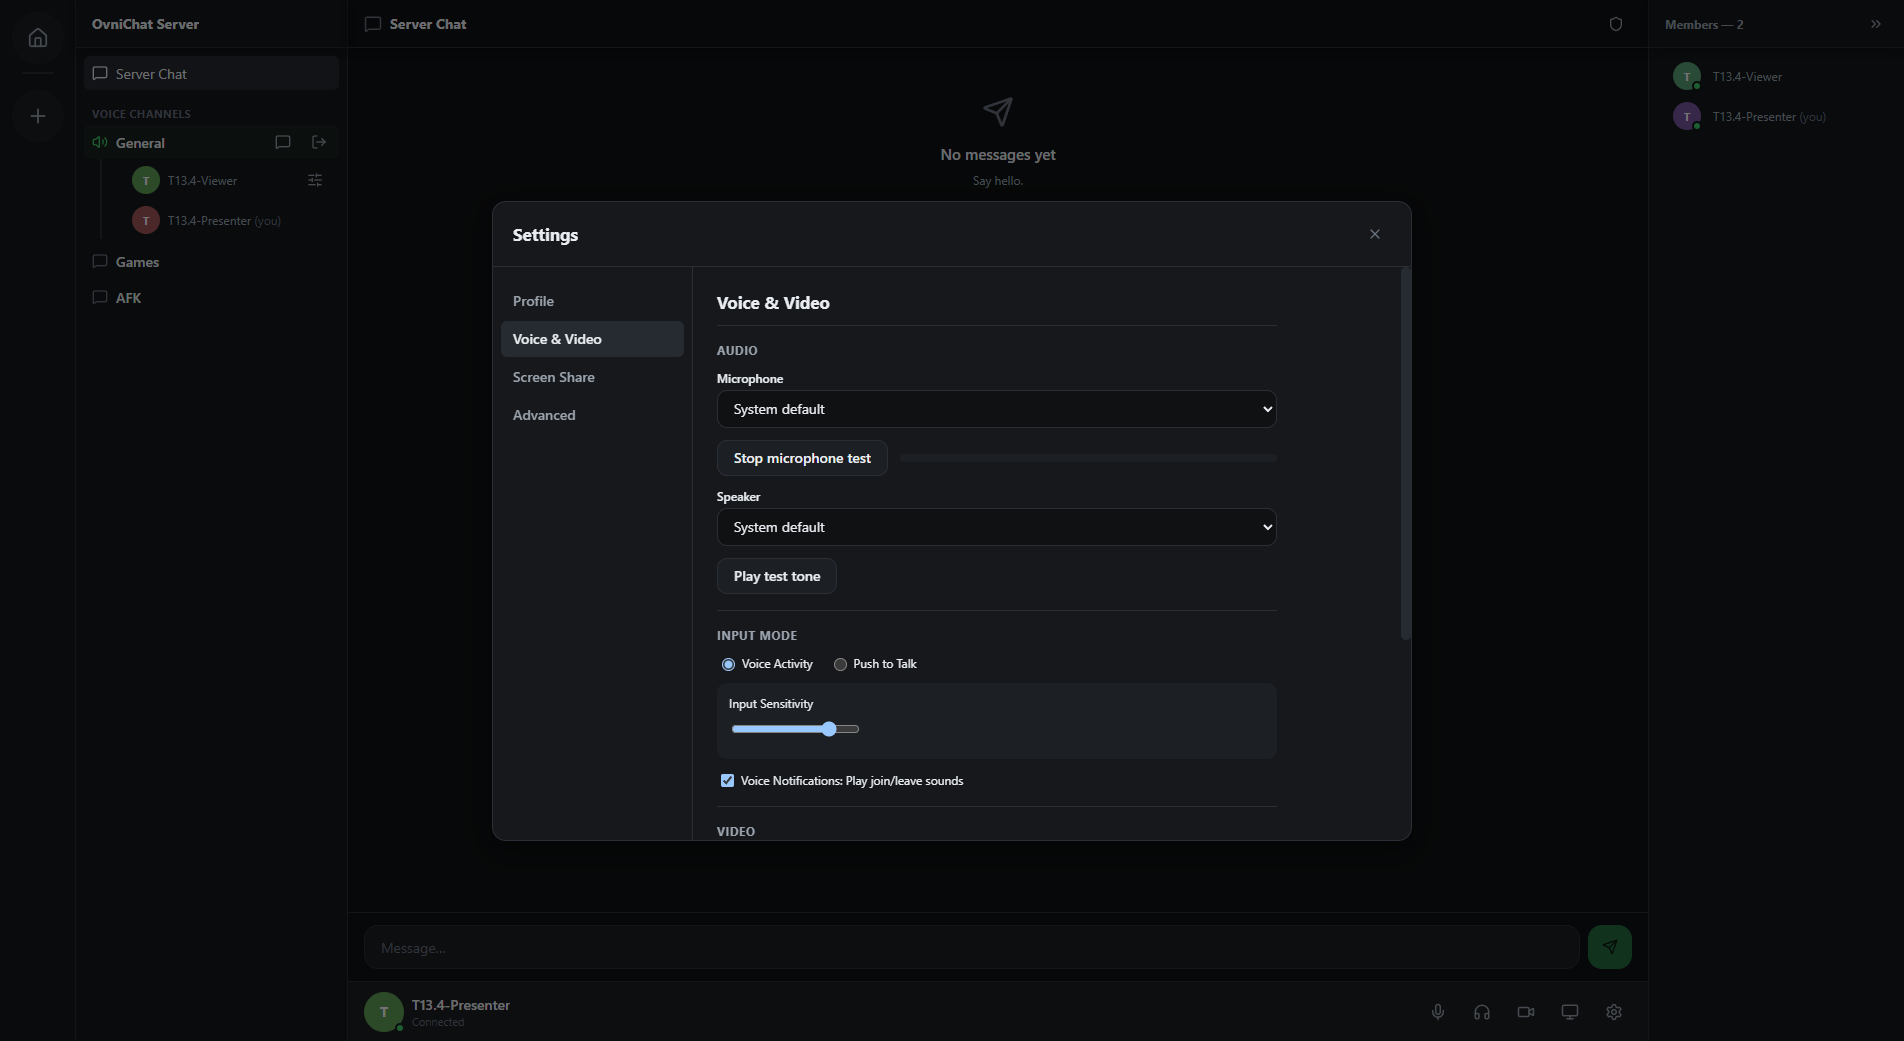 OvniChat Server
Server Chat
VOICE CHANNELS
General
T
T13.4-Viewer
T
T13.4-Presenter (you)
Games
AFK
Server Chat
No messages yet
Say hello.
Settings
Profile
Voice & Video
Screen Share
Advanced
Voice & Video
AUDIO
Microphone
System default
Stop microphone test
Speaker
System default
Play test tone
INPUT MODE
Voice Activity
Push to Talk
Input Sensitivity
Voice Notifications: Play join/leave sounds
VIDEO
Message...
T
T13.4-Presenter
Connected
Members — 2
T
T13.4-Viewer
T
T13.4-Presenter (you)